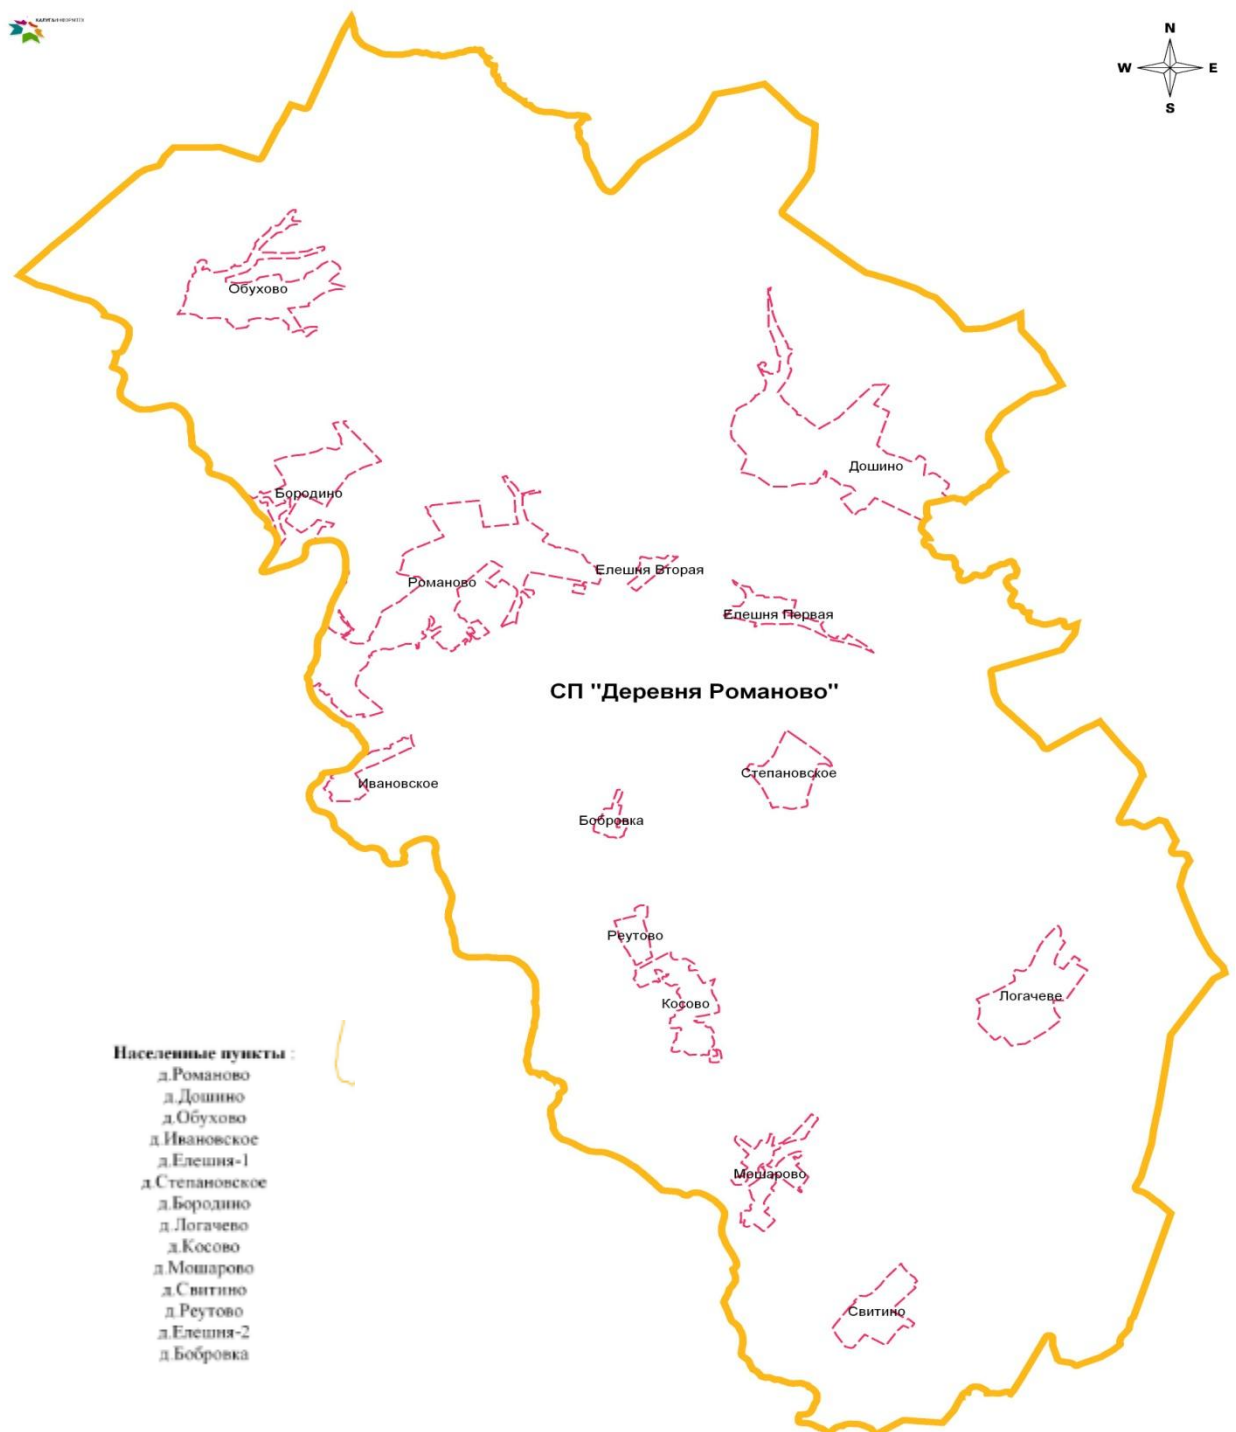 N
W E
S
Обухово
Дошино
Бородино
Елешня Вторая
Романово
Елешня Первая
СП "Деревня Романово"
Степановское
Ивановское
Бобровка
Реутово
Логачеве
Косово
Населенные пункты :
д.Романово
д.Дошино
д.Обухово
д.Ивановское
д.Елешня-1
д.Степановское
д.Бородино
д.Логачево
д.Косово
д.Мошарово
д.Свитино
д.Реутово
д.Елешня-2
д.Бобровка
Мошарово
Свитино